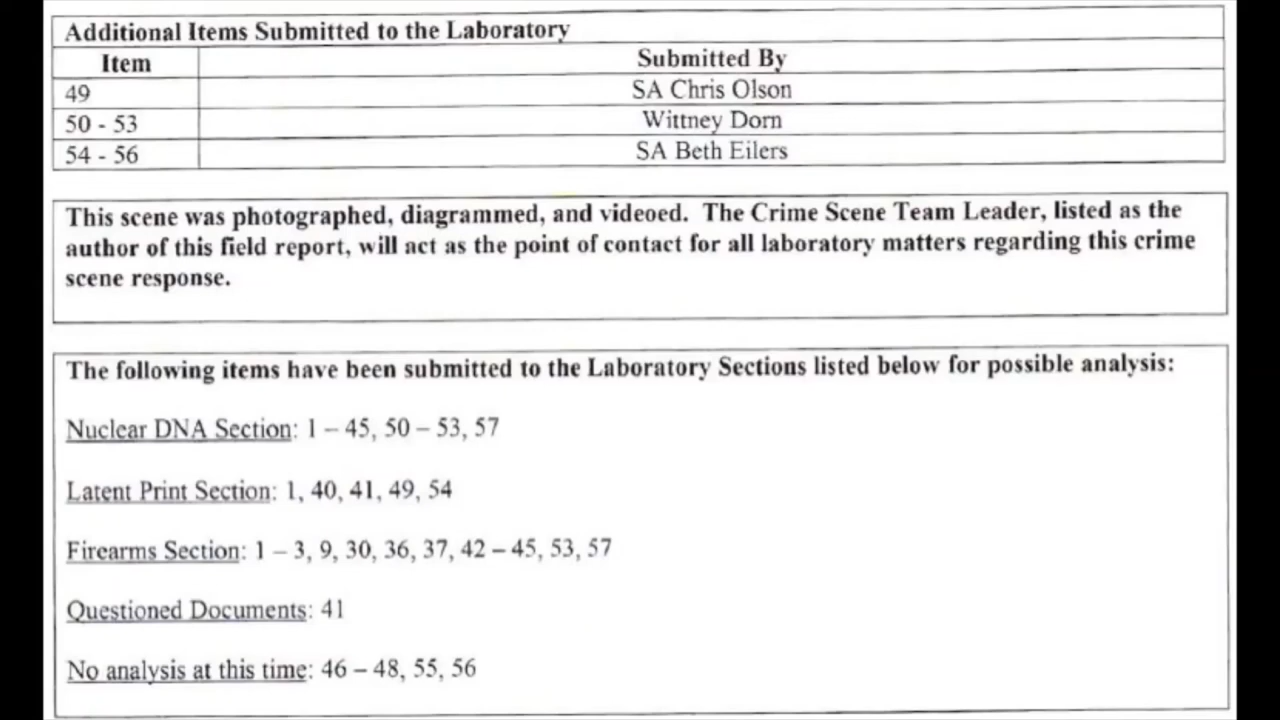 Additional Items Submitted to the Laboratory
Item Submitted By
49 SA Chris Olson
50 - 53 Wittney Dorn
54 - 56 SA Beth Eilers
This scene was photographed, diagrammed, and videoed. The Crime Scene Team Leader, listed as the
author of this field report, will act as the point of contact for all laboratory matters regarding this crime
scene response.
The following items have been submitted to the Laboratory Sections listed below for possible analysis:
Nuclear DNA Section: 1 – 45, 50 – 53, 57
Latent Print Section: 1, 40, 41, 49, 54
Firearms Section: 1 – 3, 9, 30, 36, 37, 42 – 45, 53, 57
Questioned Documents: 41
No analysis at this time: 46 – 48, 55, 56